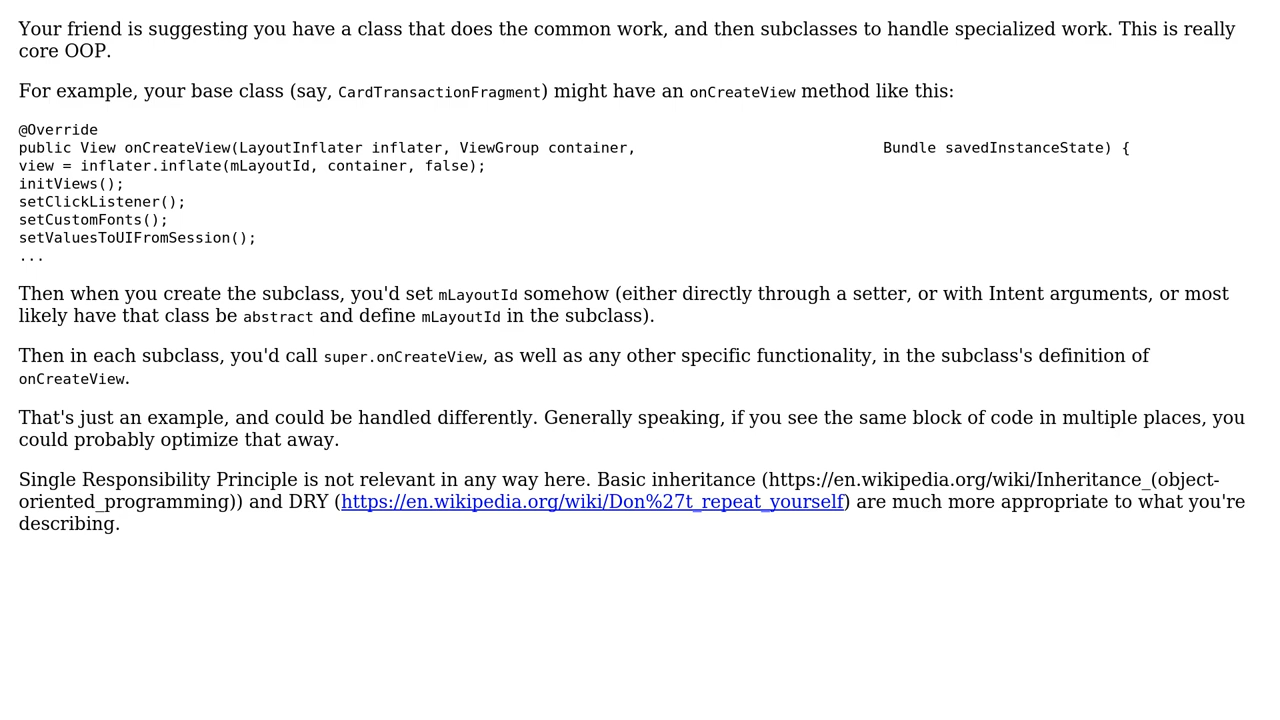 Your friend is suggesting you have a class that does the common work, and then subclasses to handle specialized work. This is really
core OOP.
For example, your base class (say, CardTransactionFragment) might have an onCreateView method like this:
@Override
public View onCreateView(LayoutInflater inflater, ViewGroup container,                            Bundle savedInstanceState) {
view = inflater.inflate(mLayoutId, container, false);
initViews();
setClickListener();
setCustomFonts();
setValuesToUIFromSession();
...
Then when you create the subclass, you'd set mLayoutId somehow (either directly through a setter, or with Intent arguments, or most
likely have that class be abstract and define mLayoutId in the subclass).
Then in each subclass, you'd call super.onCreateView, as well as any other specific functionality, in the subclass's definition of
onCreateView.
That's just an example, and could be handled differently. Generally speaking, if you see the same block of code in multiple places, you
could probably optimize that away.
Single Responsibility Principle is not relevant in any way here. Basic inheritance (https://en.wikipedia.org/wiki/Inheritance_(object-
oriented_programming)) and DRY (https://en.wikipedia.org/wiki/Don%27t_repeat_yourself) are much more appropriate to what you're
describing.